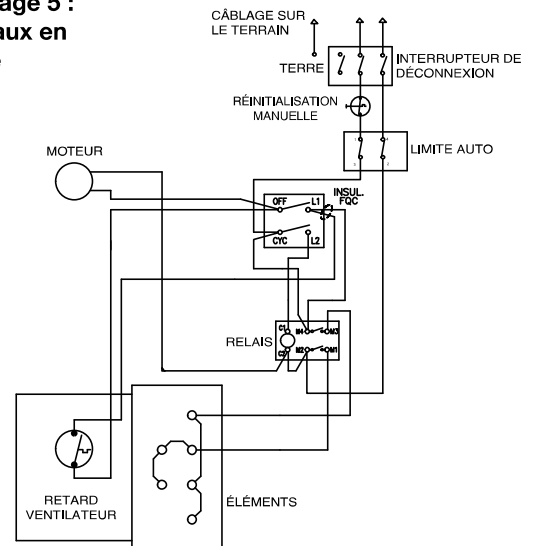 age 5 :
aux en
CÂBLAGE SUR
LE TERRAIN
TERRE
INTERRUPTEUR DE
DÉCONNEXION
RÉINITIALISATION
MANUELLE
LIMITE AUTO
MOTEUR
INSUL.
FQC
OFF L1
CYC L2
RELAIS
C1 M4 M3
C2 M2 M1
RETARD
VENTILATEUR
ÉLÉMENTS